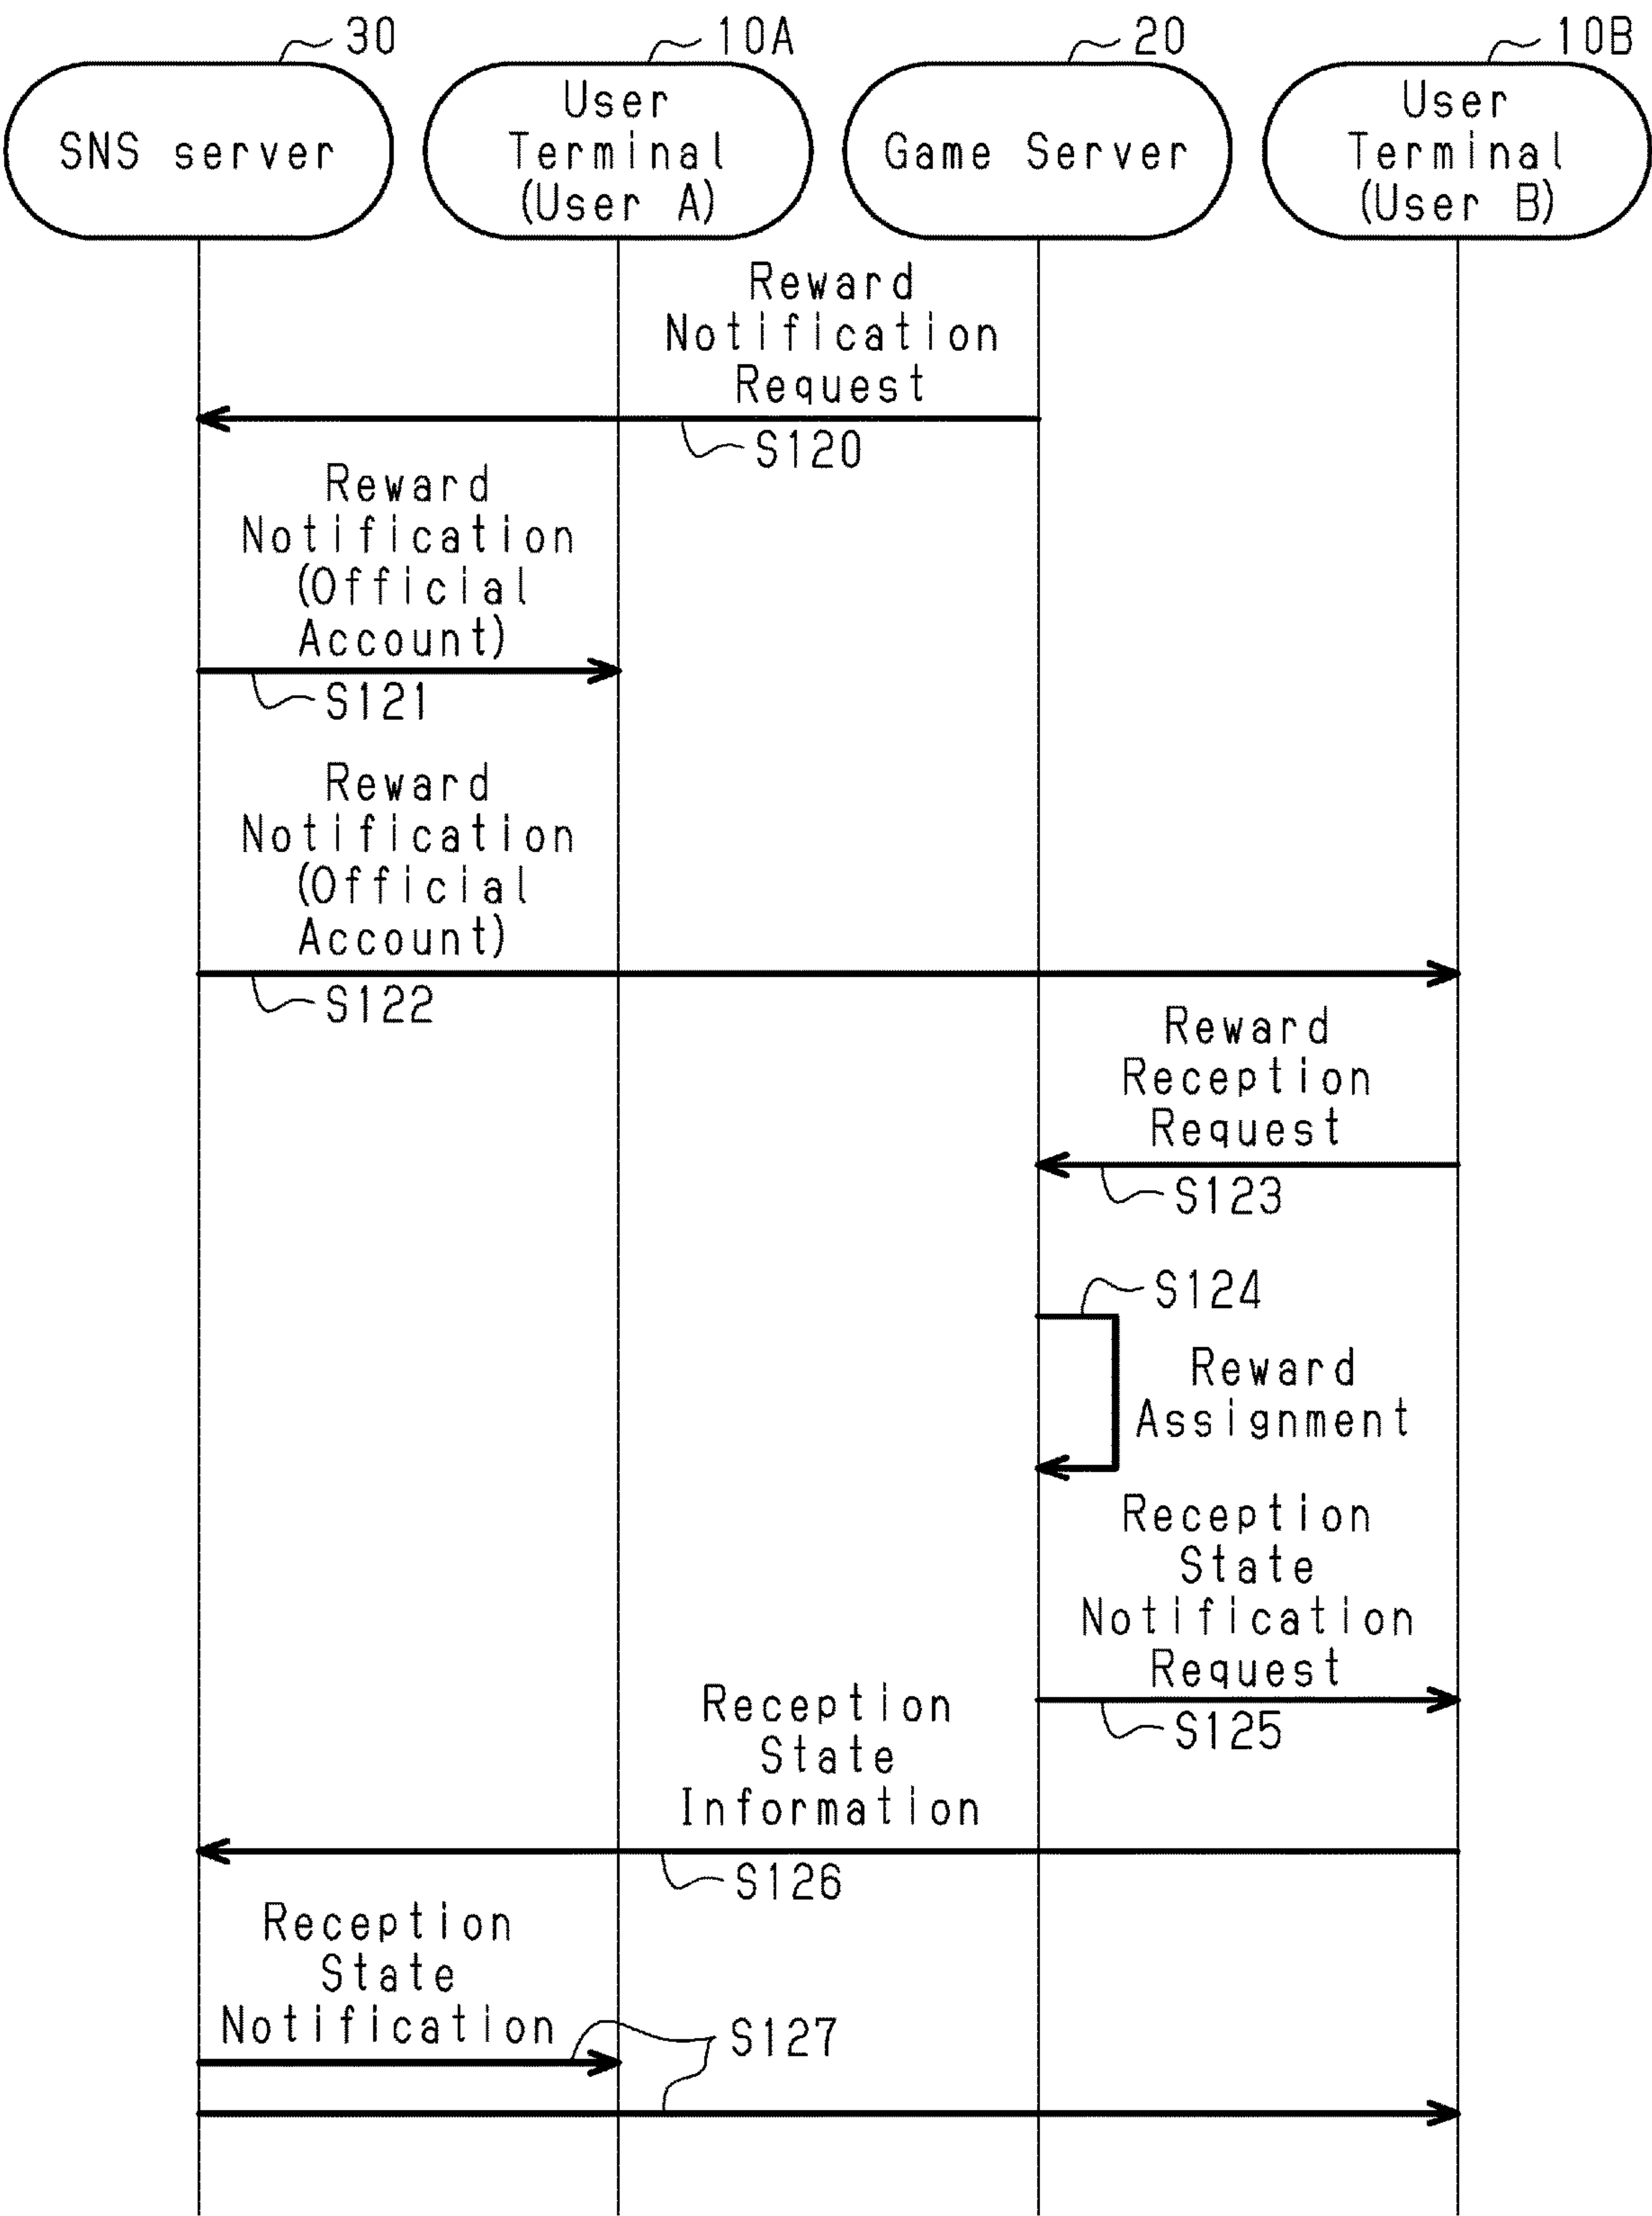 30
10A
20
10B
SNS server
User
Terminal
(User A)
Game Server
User
Terminal
(User B)
Reward
Notification
Request
S120
Reward
Notification
(Official
Account)
S121
Reward
Notification
(Official
Account)
S122
Reward
Reception
Request
S123
S124
Reward
Assignment
Reception
State
Notification
Request
S125
Reception
State
Information
S126
Reception
State
Notification
S127